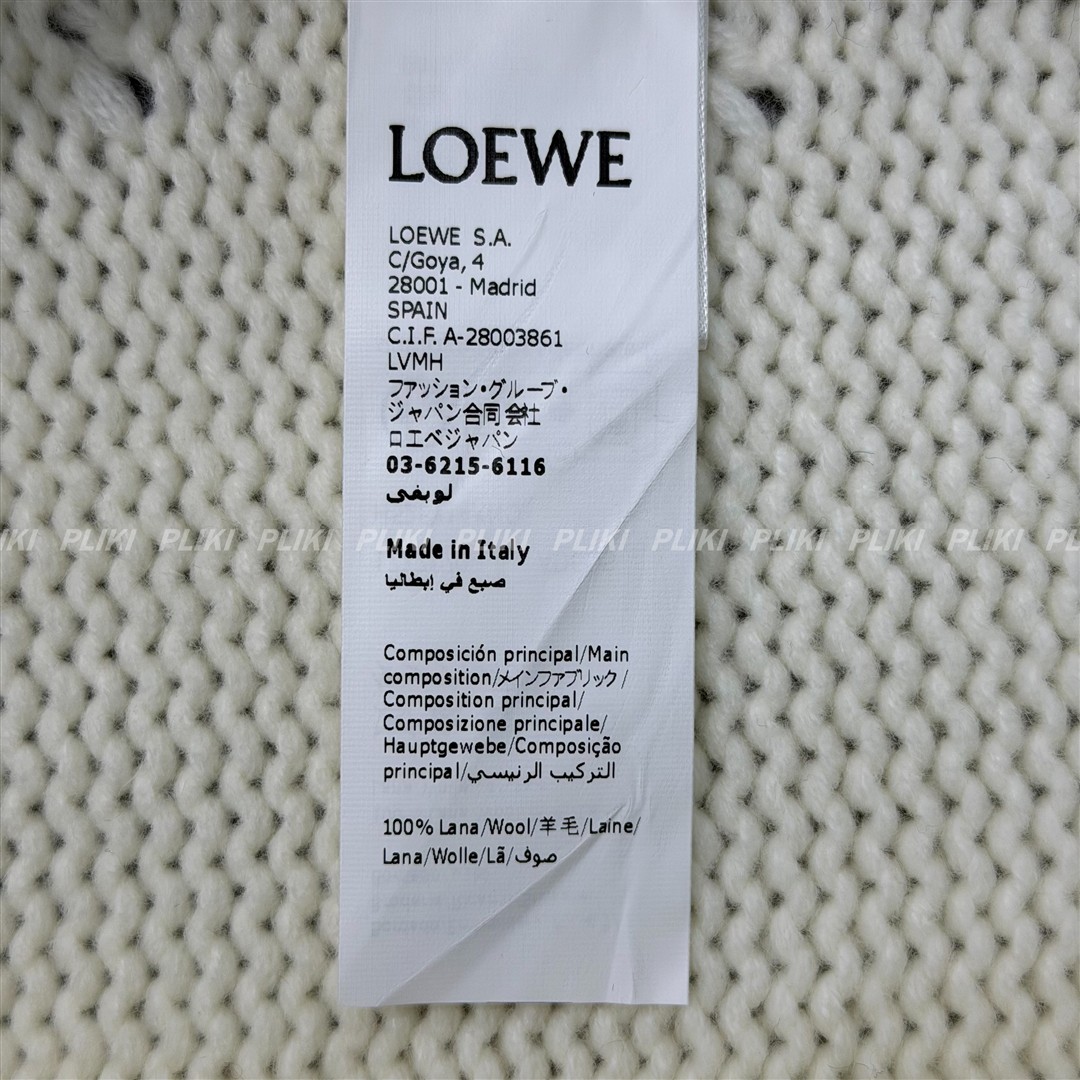 LOEWE
LOEWE S.A.
C/Goya, 4
28001 - Madrid
SPAIN
C.I.F. A-28003861
LVMH
ファッション・グループ・
ジャパン合同会社
ロエベジャパン
03-6215-6116
لويفى
PLIKI PLIKI PLIKI PLIKI PLIKI PLIKI PLIKI PLIKI PLIKI
Made in Italy
صبع في إيطاليا
Composición principal/Main
composition/メインファブリック/
Composition principal/
Composizione principale/
Hauptgewebe/Composição
principal/التركيب الرئيسي
100% Lana/Wool/羊毛/Laine/
Lana/Wolle/Lã/صوف